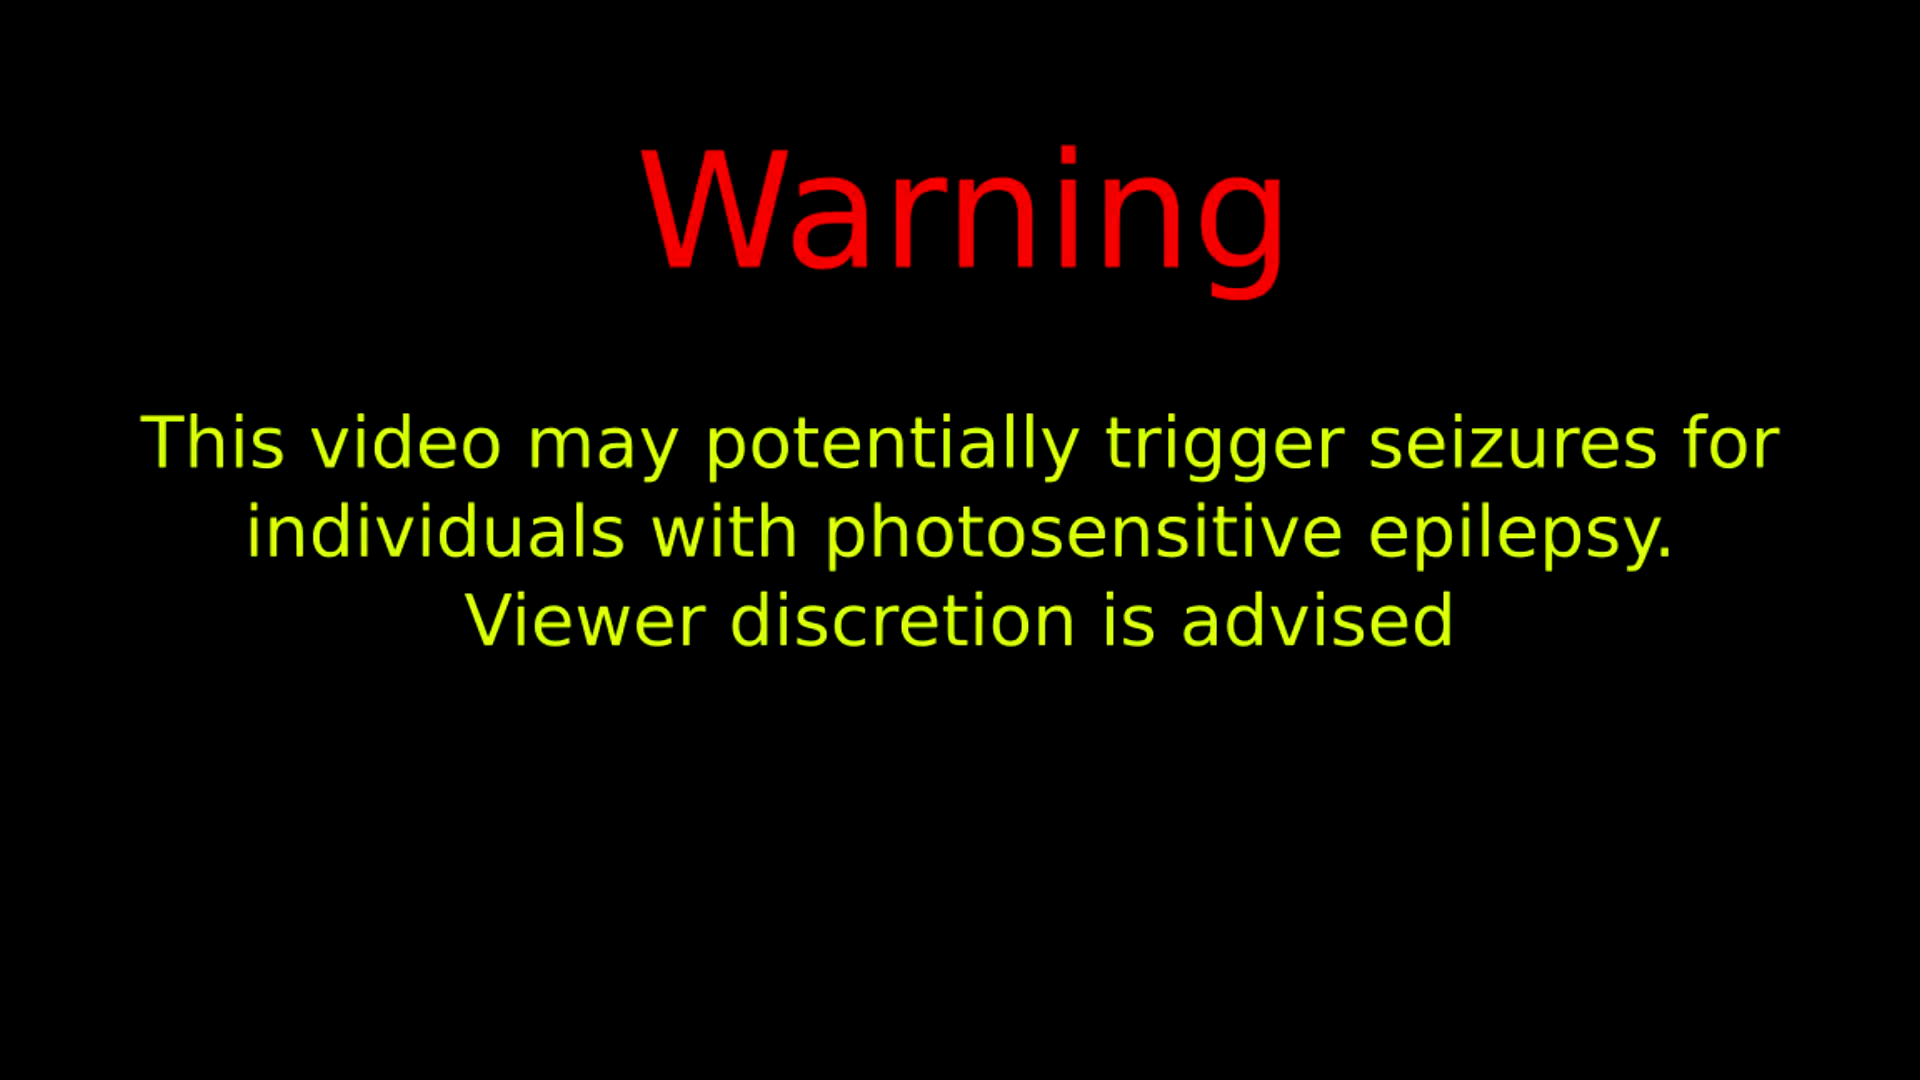 Warning
This video may potentially trigger seizures for
individuals with photosensitive epilepsy.
Viewer discretion is advised